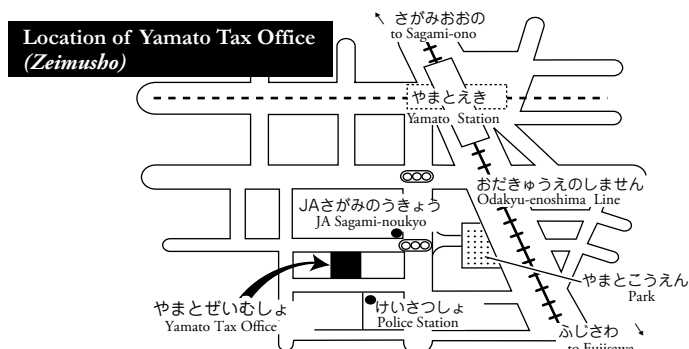 Location of Yamato Tax Office
(Zeimusho)
さがみおおの
to Sagami-ono
やまとえき
Yamato Station
おだきゅうえのしません
Odakyu-enoshima Line
JAさがみのうきょう
JA Sagami-noukyo
やまとこうえん
Park
やまとぜいむしょ
Yamato Tax Office
けいさつしょ
Police Station
ふじさわ
to Fujisawa